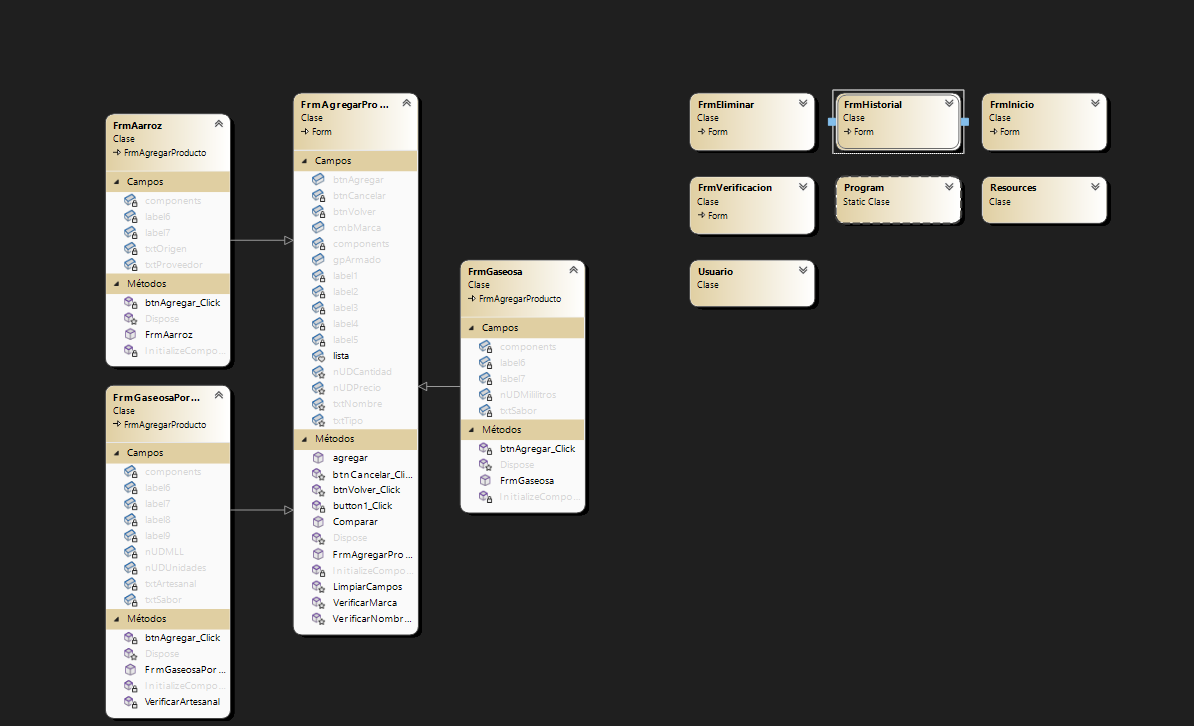 FrmAarroz
Clase
FrmAgregarProducto
Campos
components
label6
label7
txtOrigen
txtProveedor
Métodos
btnAgregar_Click
Dispose
FrmAarroz
InitializeCompo...
FrmGaseosaPor...
Clase
FrmAgregarProducto
Campos
components
label6
label7
label8
label9
nUDMLL
nUDUnidades
txtArtesanal
txtSabor
Métodos
btnAgregar_Click
Dispose
FrmGaseosaPor...
InitializeCompo...
VerificarArtesanal
FrmAgregarPro...
Clase
Form
Campos
btnAgregar
btnCancelar
btnVolver
cmbMarca
components
gpArmado
label1
label2
label3
label4
label5
lista
nUDCantidad
nUDPrecio
txtNombre
txtTipo
Métodos
agregar
btnCancelar_Cli...
btnVolver_Click
button1_Click
Comparar
Dispose
FrmAgregarPro...
InitializeCompo...
LimpiarCampos
VerificarMarca
VerificarNombr...
FrmGaseosa
Clase
FrmAgregarProducto
Campos
components
label6
label7
nUDMililitros
txtSabor
Métodos
btnAgregar_Click
Dispose
FrmGaseosa
InitializeCompo...
FrmEliminar
Clase
Form
FrmHistorial
Clase
Form
FrmInicio
Clase
Form
FrmVerificacion
Clase
Form
Program
Static Clase
Resources
Clase
Usuario
Clase